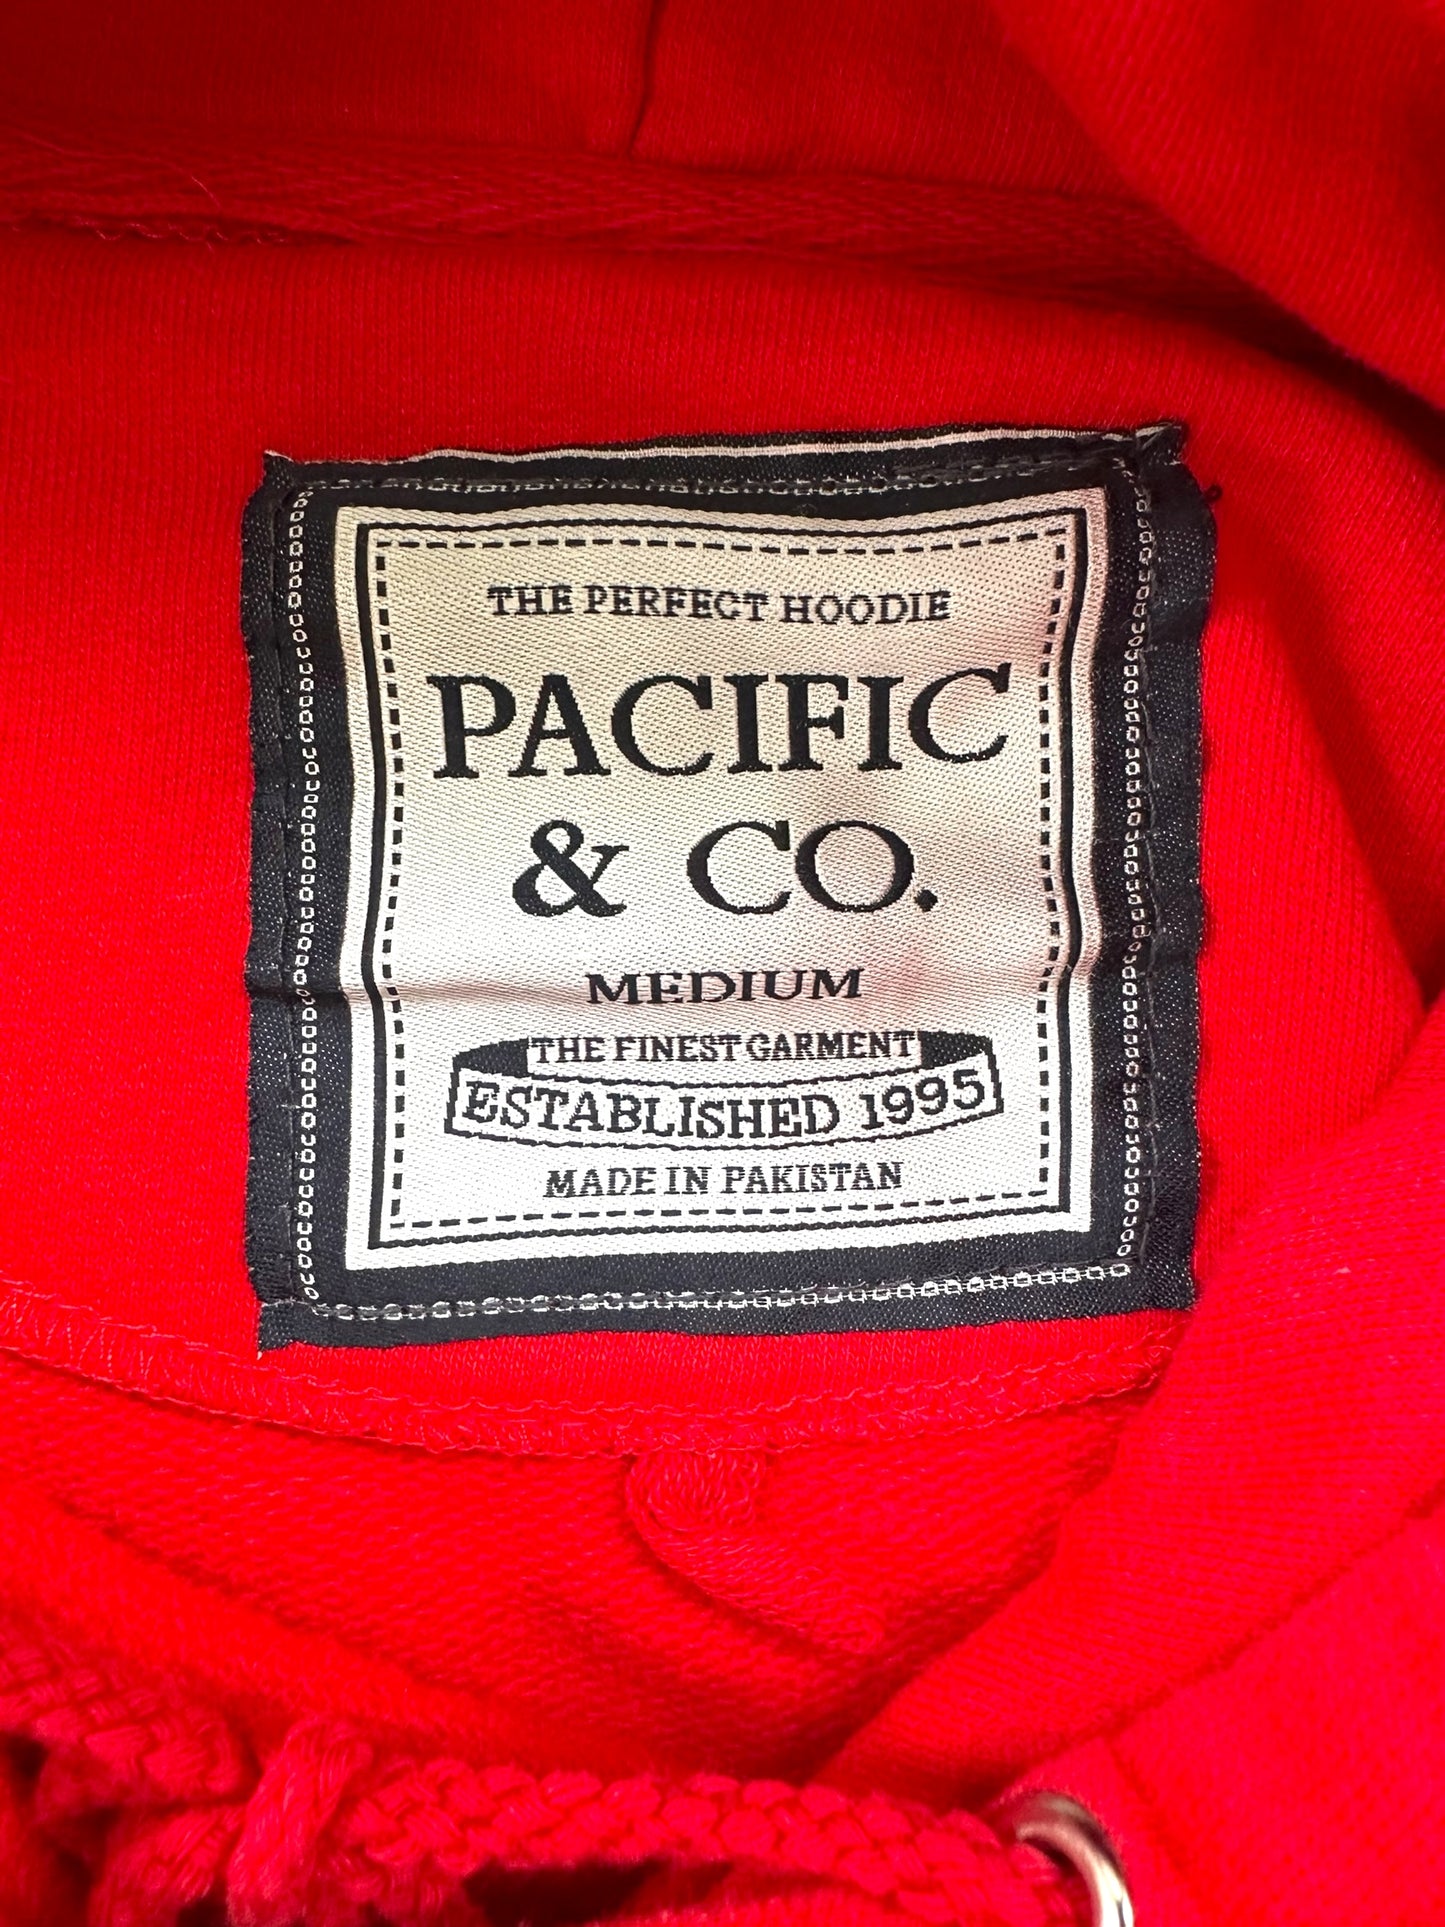 THE PERFECT HOODIE
PACIFIC
& CO.
MEDIUM
THE FINEST GARMENT
ESTABLISHED 1995
MADE IN PAKISTAN